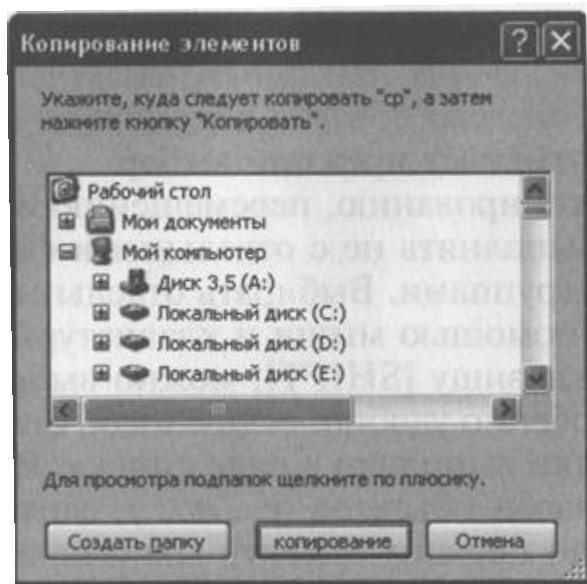 Копирование элементов
Укажите, куда следует копировать "ср", а затем
нажмите кнопку "Копировать".
Рабочий стол
Мои документы
Мой компьютер
Диск 3,5 (A:)
Локальный диск (C:)
Локальный диск (D:)
Локальный диск (E:)
Для просмотра подпапок щелкните по плюсику.
Создать папку
копирование
Отмена